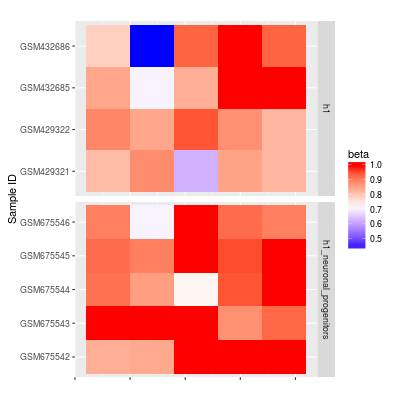 Sample ID
GSM432686
GSM432685
GSM429322
GSM429321
h1
GSM675546
GSM675545
GSM675544
GSM675543
GSM675542
h1_neuronal_progenitors
beta
1.0
0.9
0.8
0.7
0.6
0.5